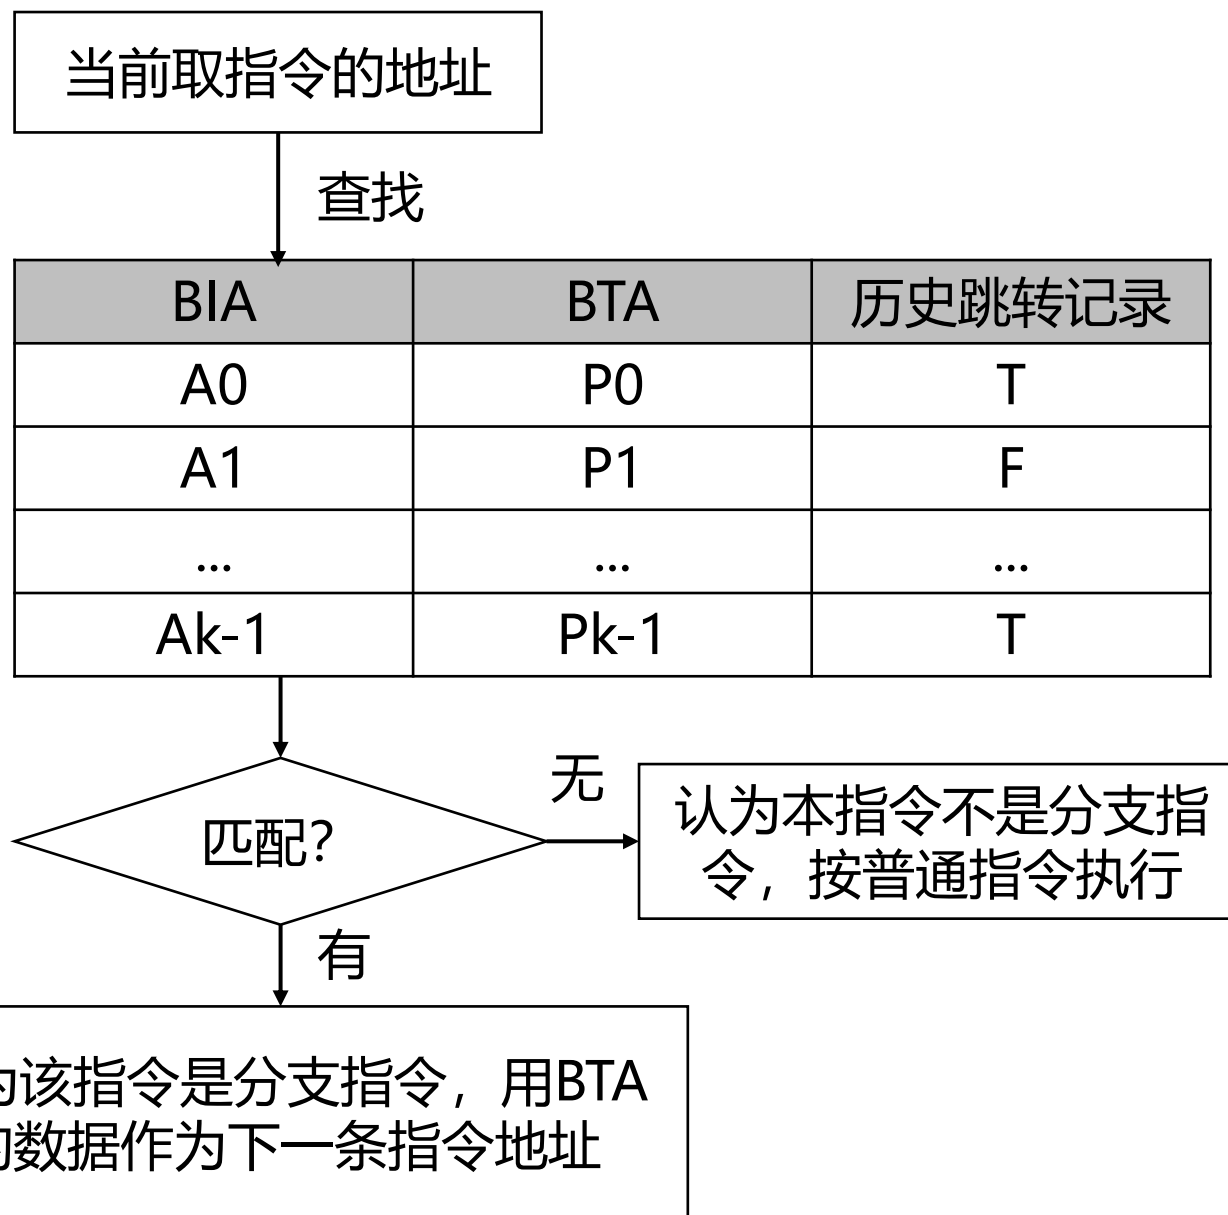 当前取指令的地址
查找
BIA BTA 历史跳转记录
A0 P0 T
A1 P1 F
... ... ...
Ak-1 Pk-1 T
匹配?
无
认为本指令不是分支指
令，按普通指令执行
有
该指令是分支指令，用BTA
数据作为下一条指令地址